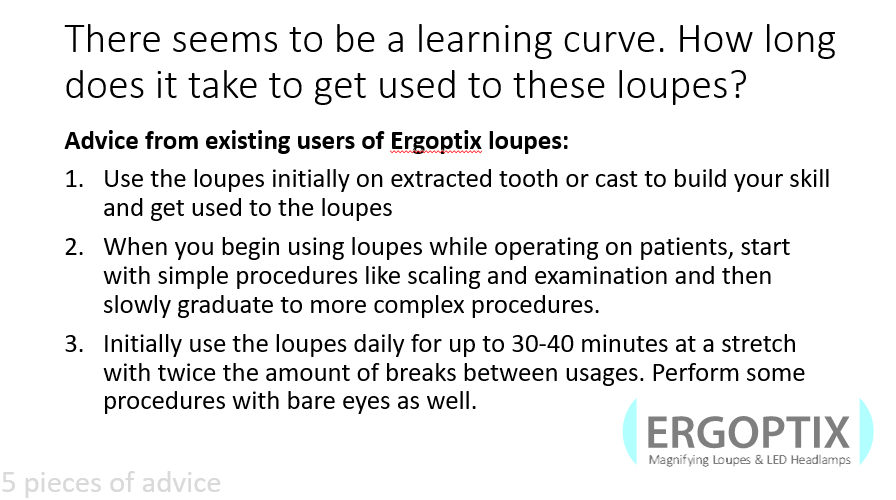 There seems to be a learning curve. How long
does it take to get used to these loupes?
Advice from existing users of Ergoptix loupes:
1. Use the loupes initially on extracted tooth or cast to build your skill
and get used to the loupes
2. When you begin using loupes while operating on patients, start
with simple procedures like scaling and examination and then
slowly graduate to more complex procedures.
3. Initially use the loupes daily for up to 30-40 minutes at a stretch
with twice the amount of breaks between usages. Perform some
procedures with bare eyes as well.
ERGOPTIX
Magnifying Loupes & LED Headlamps
5 pieces of advice